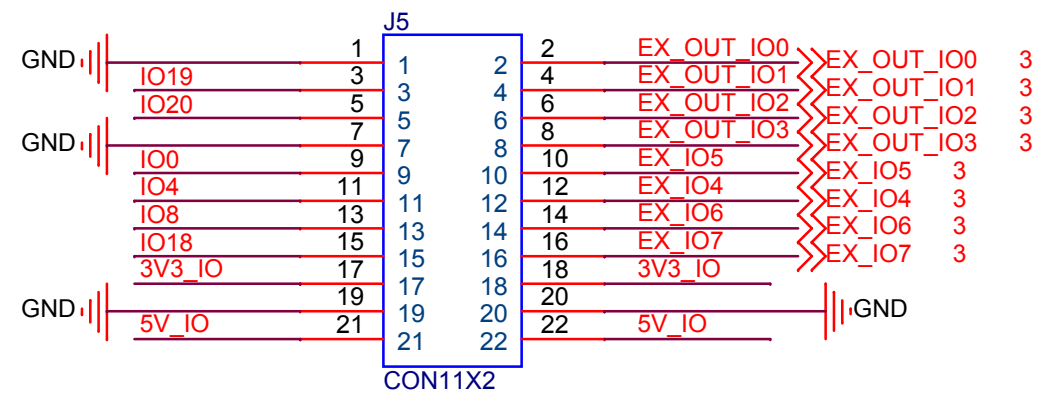 J5
GND 1 1 2 2 EX_OUT_IO0 EX_OUT_IO0 3
IO19 3 3 4 4 EX_OUT_IO1 EX_OUT_IO1 3
IO20 5 5 6 6 EX_OUT_IO2 EX_OUT_IO2 3
GND 7 7 8 8 EX_OUT_IO3 EX_OUT_IO3 3
IO0 9 9 10 10 EX_IO5 EX_IO5 3
IO4 11 11 12 12 EX_IO4 EX_IO4 3
IO8 13 13 14 14 EX_IO6 EX_IO6 3
IO18 15 15 16 16 EX_IO7 EX_IO7 3
3V3_IO 17 17 18 18 3V3_IO
GND 19 19 20 20 GND
5V_IO 21 21 22 22 5V_IO
CON11X2